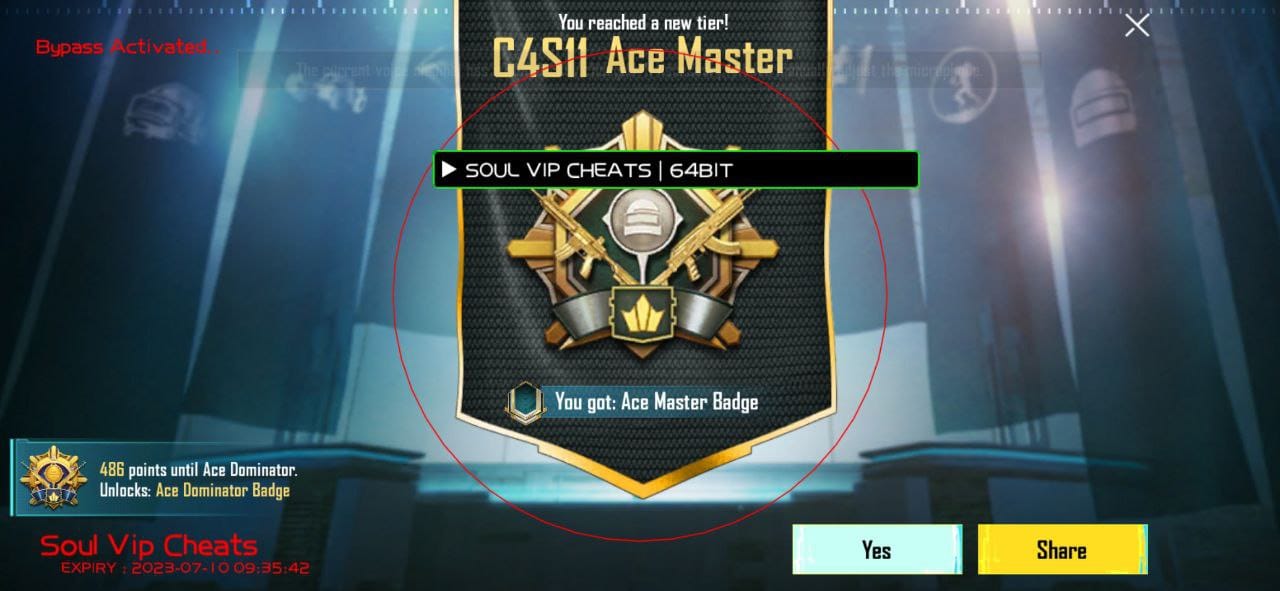 You reached a new tier!
Bypass Activated...
C4S11 Ace Master
The current voice
just the microphone.
▶ SOUL VIP CHEATS | 64BIT
You got: Ace Master Badge
486 points until Ace Dominator.
Unlocks: Ace Dominator Badge
Soul Vip Cheats
EXPIRY : 2023-07-10 09:35:42
Yes
Share